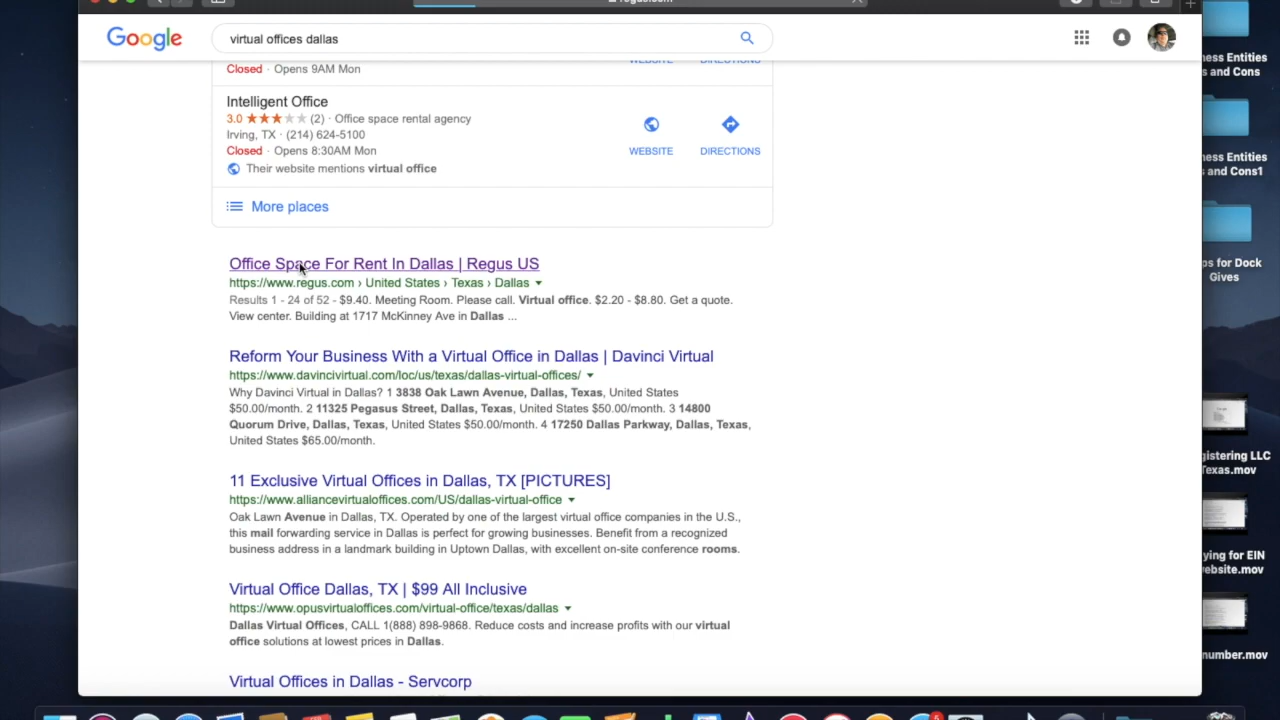 Google
virtual offices dallas
Closed · Opens 9AM Mon
WEBSITE
DIRECTIONS
Intelligent Office
3.0 ★★★★★ (2) · Office space rental agency
Irving, TX · (214) 624-5100
Closed · Opens 8:30AM Mon
Their website mentions virtual office
WEBSITE
DIRECTIONS
More places
Office Space For Rent In Dallas | Regus US
https://www.regus.com › United States › Texas › Dallas
Results 1 - 24 of 52 - $9.40. Meeting Room. Please call. Virtual office. $2.20 - $8.80. Get a quote.
View center. Building at 1717 McKinney Ave in Dallas ...
Reform Your Business With a Virtual Office in Dallas | Davinci Virtual
https://www.davincivirtual.com/loc/us/texas/dallas-virtual-offices/
Why Davinci Virtual in Dallas? 1 3838 Oak Lawn Avenue, Dallas, Texas, United States
$50.00/month. 2 11325 Pegasus Street, Dallas, Texas, United States $50.00/month. 3 14800
Quorum Drive, Dallas, Texas, United States $50.00/month. 4 17250 Dallas Parkway, Dallas, Texas,
United States $65.00/month.
11 Exclusive Virtual Offices in Dallas, TX [PICTURES]
https://www.alliancevirtualoffices.com/US/dallas-virtual-office
Oak Lawn Avenue in Dallas, TX. Operated by one of the largest virtual office companies in the U.S.,
this mail forwarding service in Dallas is perfect for growing businesses. Benefit from a recognized
business address in a landmark building in Uptown Dallas, with excellent on-site conference rooms.
Virtual Office Dallas, TX | $99 All Inclusive
https://www.opusvirtualoffices.com/virtual-office/texas/dallas
Dallas Virtual Offices, CALL 1(888) 898-9868. Reduce costs and increase profits with our virtual
office solutions at lowest prices in Dallas.
Virtual Offices in Dallas - Servcorp
ness Entities
s and Cons
ness Entities
s and Cons1
ps for Dock
Gives
gistering LLC
Texas.mov
ying for EIN
ebsite.mov
number.mov